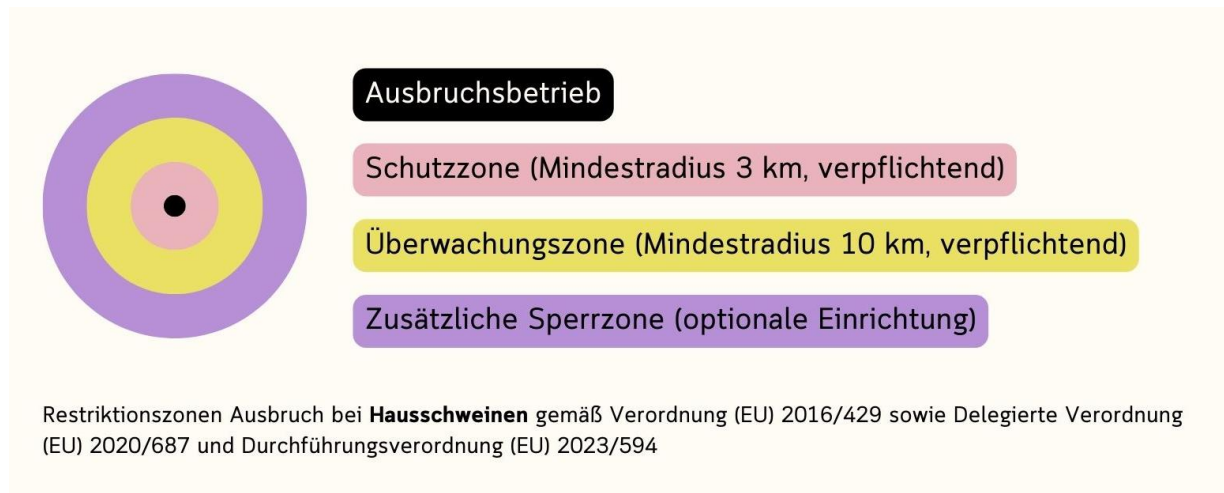 Ausbruchsbetrieb
Schutzzone (Mindestradius 3 km, verpflichtend)
Überwachungszone (Mindestradius 10 km, verpflichtend)
Zusätzliche Sperrzone (optionale Einrichtung)
Restriktionszonen Ausbruch bei Hausschweinen gemäß Verordnung (EU) 2016/429 sowie Delegierte Verordnung
(EU) 2020/687 und Durchführungsverordnung (EU) 2023/594